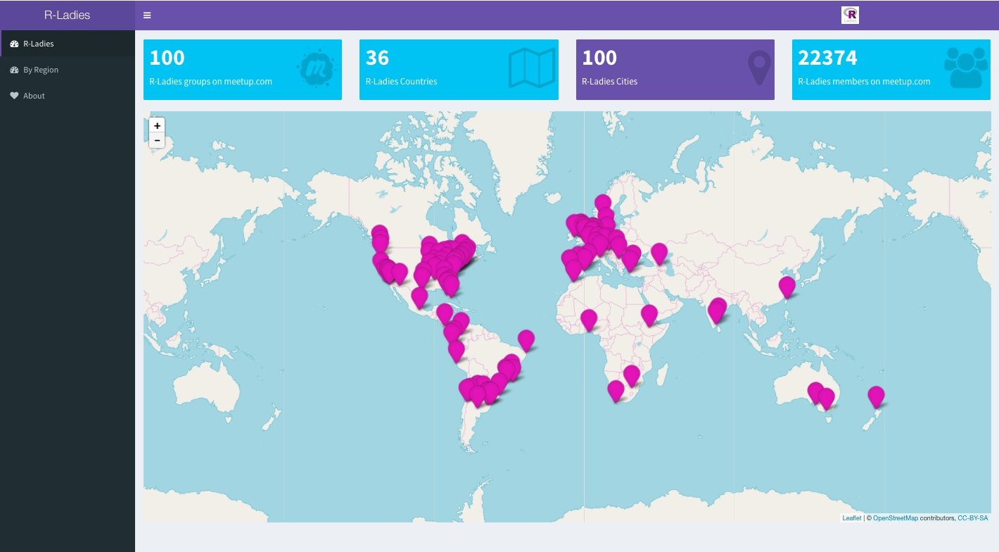 R-Ladies
R
Ladies
R-Ladies
By Region
About
100
R-Ladies groups on meetup.com
36
R-Ladies Countries
100
R-Ladies Cities
22374
R-Ladies members on meetup.com
m
+
−
Leaflet | © OpenStreetMap contributors, CC-BY-SA